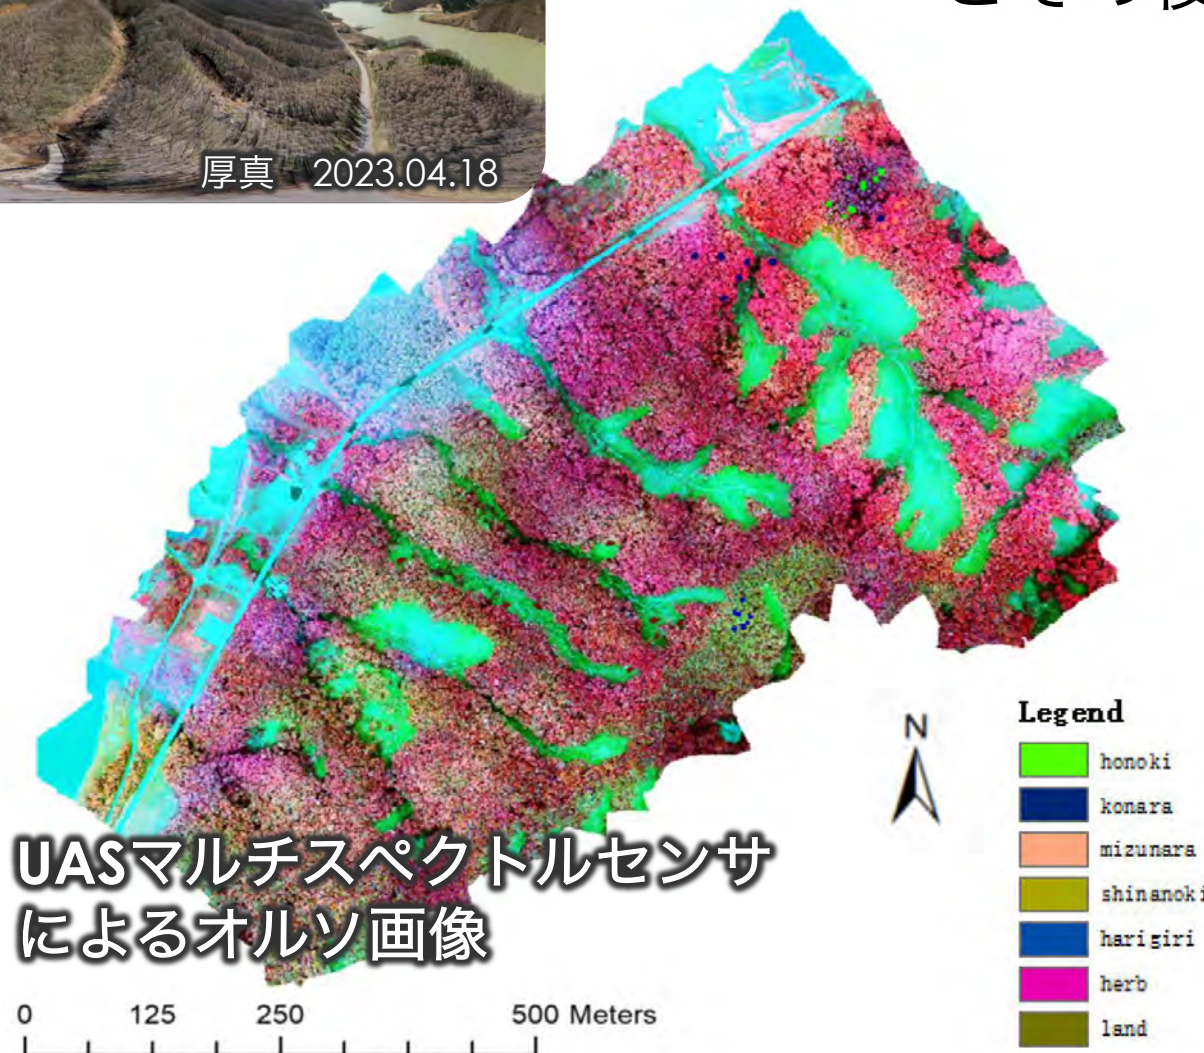 厚真 2023.04.18
N
Legend
honoki
konara
mizunara
shinanoki
harigiri
herb
land
UASマルチスペクトルセンサ
によるオルソ画像
0 125 250 500 Meters